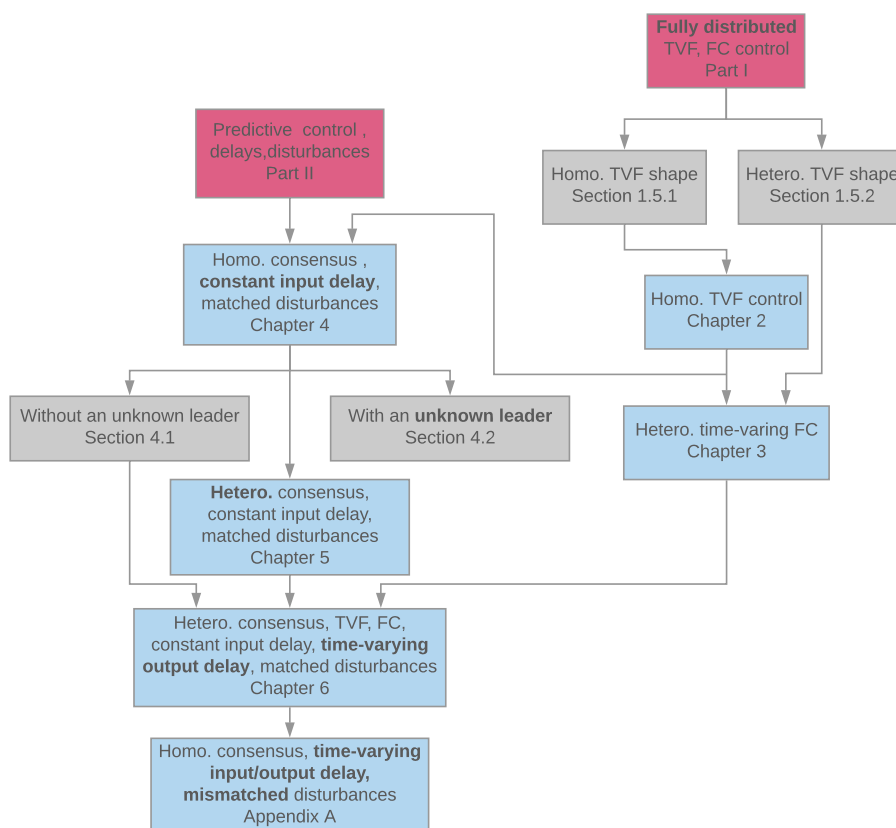 Fully distributed
TVF, FC control
Part I
Predictive control ,
delays,disturbances
Part II
Homo. TVF shape
Section 1.5.1
Hetero. TVF shape
Section 1.5.2
Homo. consensus ,
constant input delay,
matched disturbances
Chapter 4
Homo. TVF control
Chapter 2
Without an unknown leader
Section 4.1
With an unknown leader
Section 4.2
Hetero. time-varing FC
Chapter 3
Hetero. consensus,
constant input delay,
matched disturbances
Chapter 5
Hetero. consensus, TVF, FC,
constant input delay, time-varying
output delay, matched disturbances
Chapter 6
Homo. consensus, time-varying
input/output delay,
mismatched disturbances
Appendix A